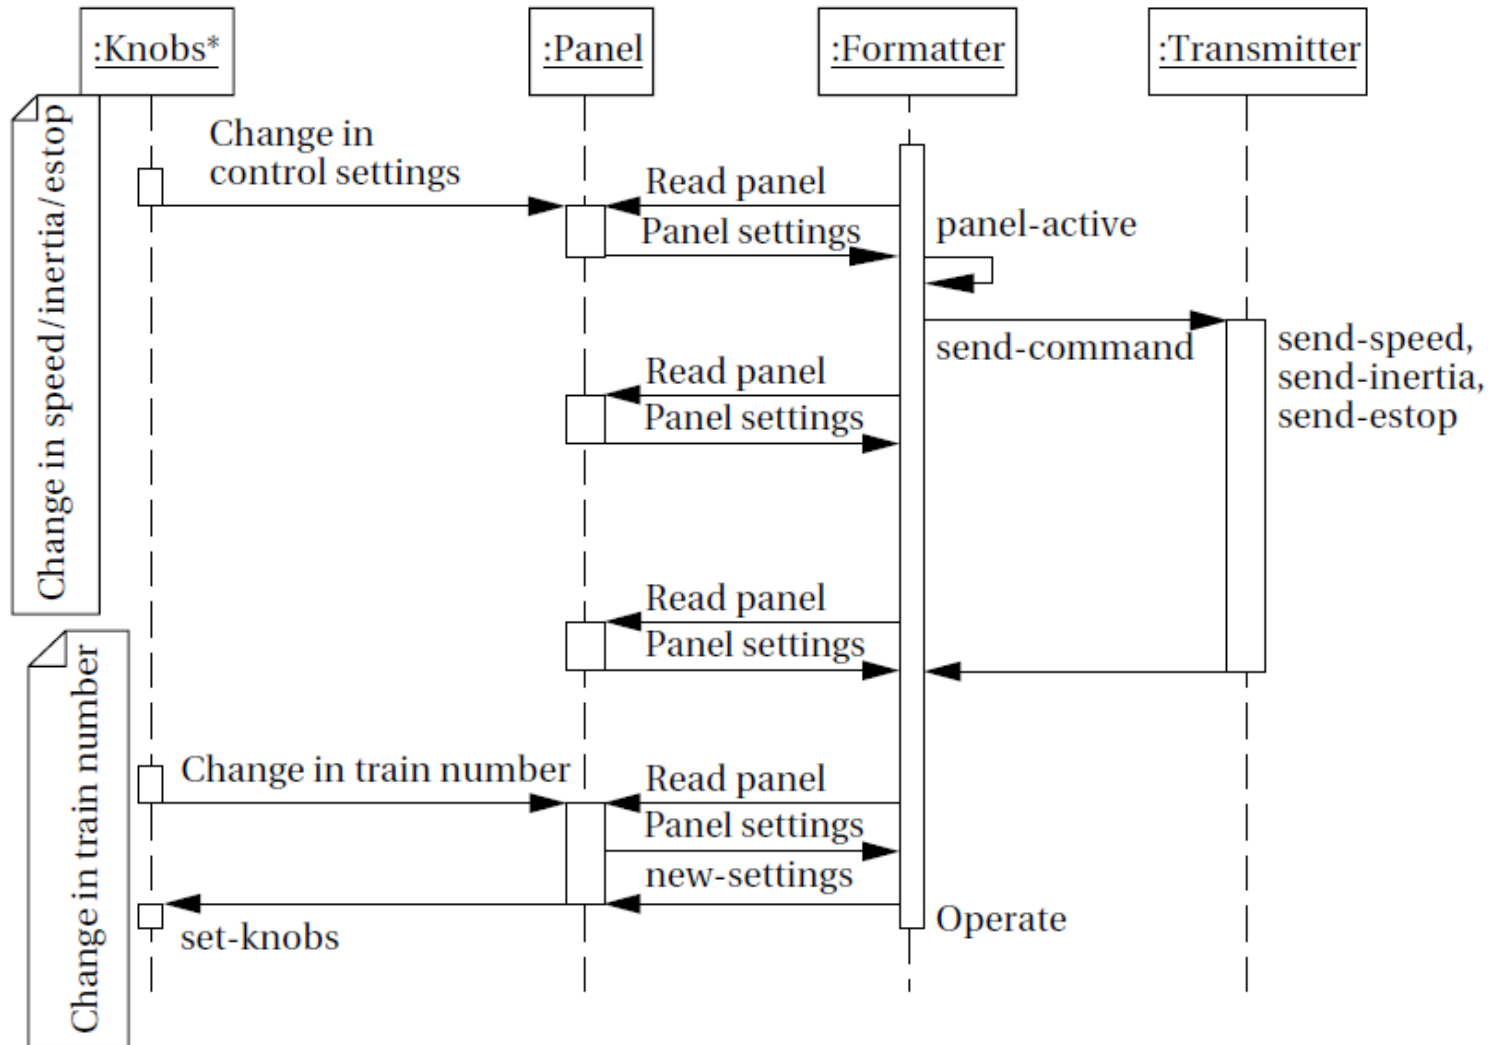 :Knobs*
:Panel
:Formatter
:Transmitter
Change in speed/inertia/estop
Change in
control settings
Read panel
Panel settings
panel-active
send-command
send-speed,
send-inertia,
send-estop
Read panel
Panel settings
Read panel
Panel settings
Change in train number
Change in train number
Read panel
Panel settings
new-settings
set-knobs
Operate